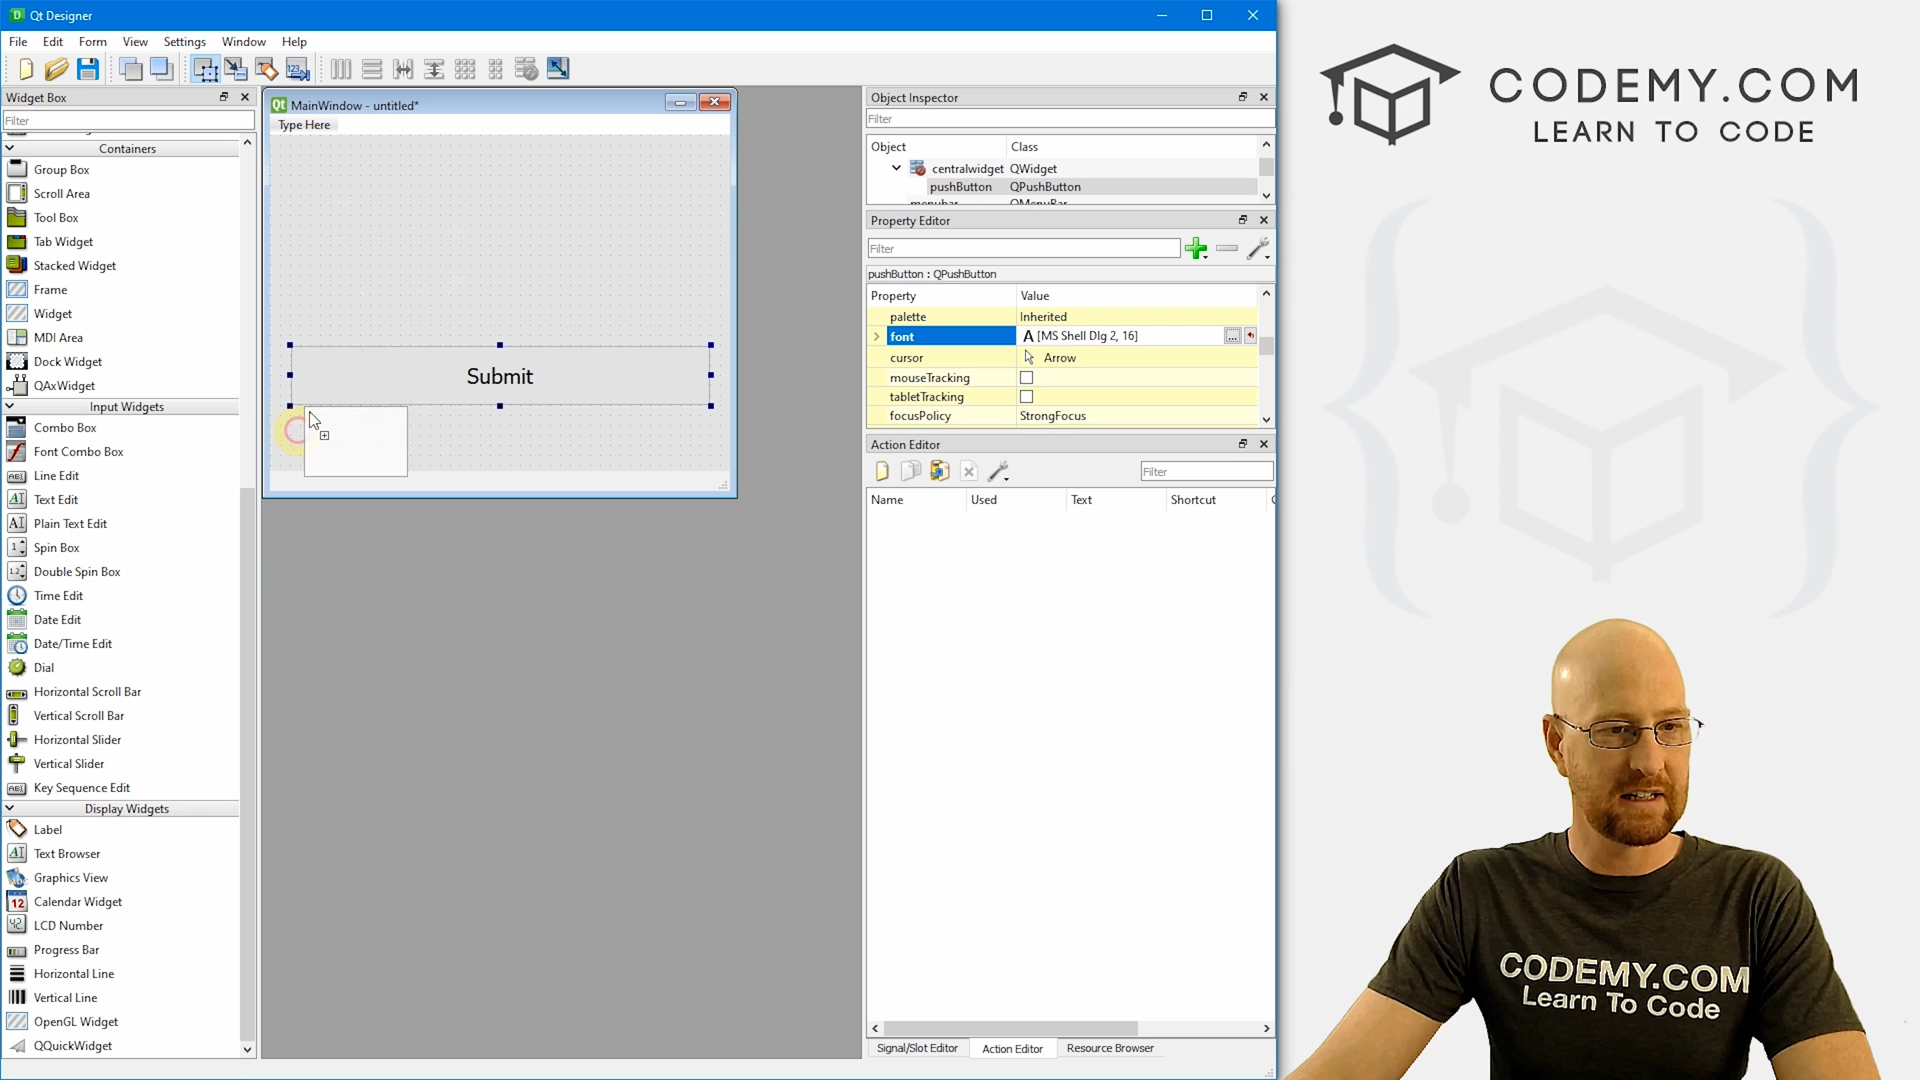 Qt Designer
File Edit Form View Settings Window Help
Widget Box
Filter
Containers
Group Box
Scroll Area
Tool Box
Tab Widget
Stacked Widget
Frame
Widget
MDI Area
Dock Widget
QAxWidget
Input Widgets
Combo Box
Font Combo Box
Line Edit
Text Edit
Plain Text Edit
Spin Box
Double Spin Box
Time Edit
Date Edit
Date/Time Edit
Dial
Horizontal Scroll Bar
Vertical Scroll Bar
Horizontal Slider
Vertical Slider
Key Sequence Edit
Display Widgets
Label
Text Browser
Graphics View
Calendar Widget
LCD Number
Progress Bar
Horizontal Line
Vertical Line
OpenGL Widget
QQuickWidget
MainWindow - untitled*
Type Here
Submit
Object Inspector
Filter
Object Class
centralwidget QWidget
pushButton QPushButton
menubar QMenuBar
Property Editor
Filter
pushButton : QPushButton
Property Value
palette Inherited
font A [MS Shell Dlg 2, 16]
cursor Arrow
mouseTracking
tabletTracking
focusPolicy StrongFocus
Action Editor
Filter
Name Used Text Shortcut
Signal/Slot Editor Action Editor Resource Browser
CODEMY.COM
LEARN TO CODE
CODEMY.COM
Learn To Code